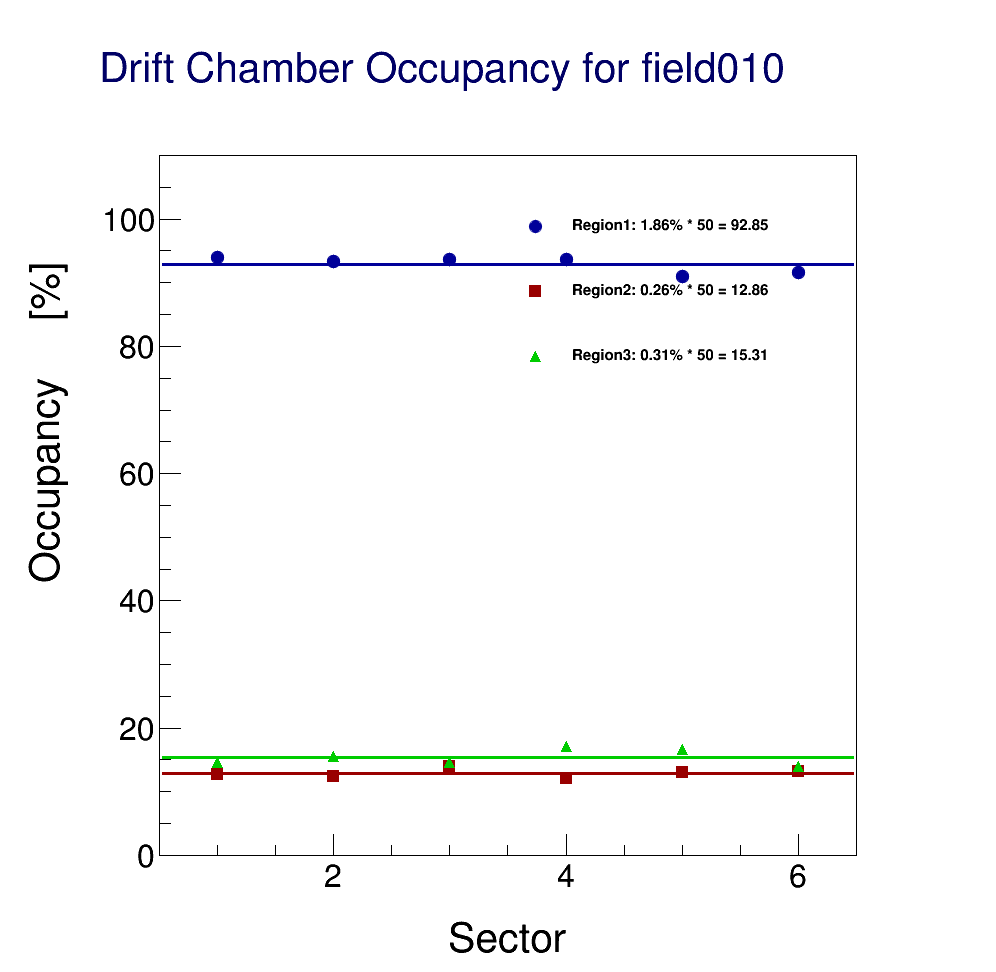 Drift Chamber Occupancy for field010
Occupancy [%]
100
80
60
40
20
0
Region1: 1.86% * 50 = 92.85
Region2: 0.26% * 50 = 12.86
Region3: 0.31% * 50 = 15.31
2 4 6
Sector